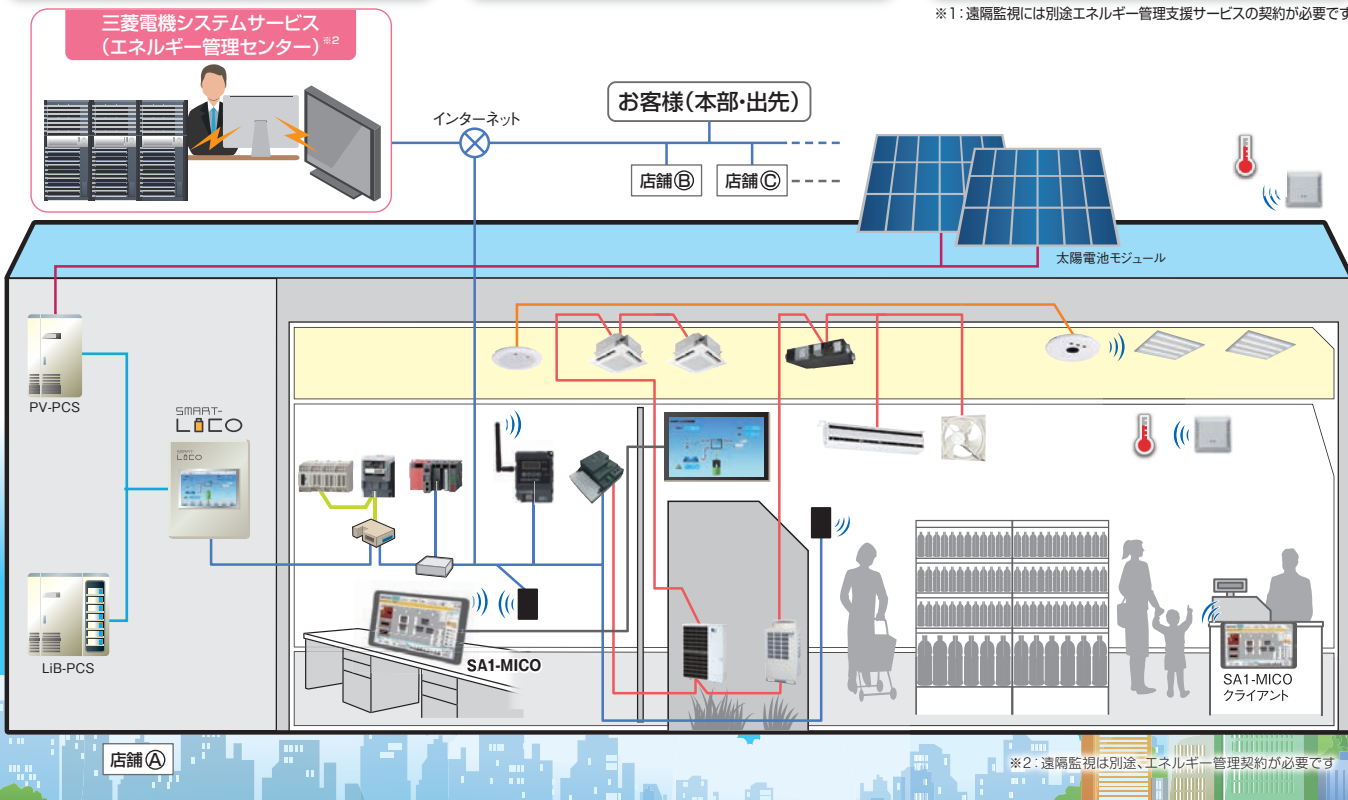 ※1：遠隔監視には別途エネルギー管理支援サービスの契約が必要です
三菱電機システムサービス
（エネルギー管理センター）※2
インターネット
お客様（本部・出先）
店舗Ⓑ
店舗Ⓒ
太陽電池モジュール
PV-PCS
SMART-
LiCO
SMART-
LiCO
LiB-PCS
SA1-MICO
SA1-MICO
クライアント
店舗Ⓐ
※2：遠隔監視は別途、エネルギー管理契約が必要です